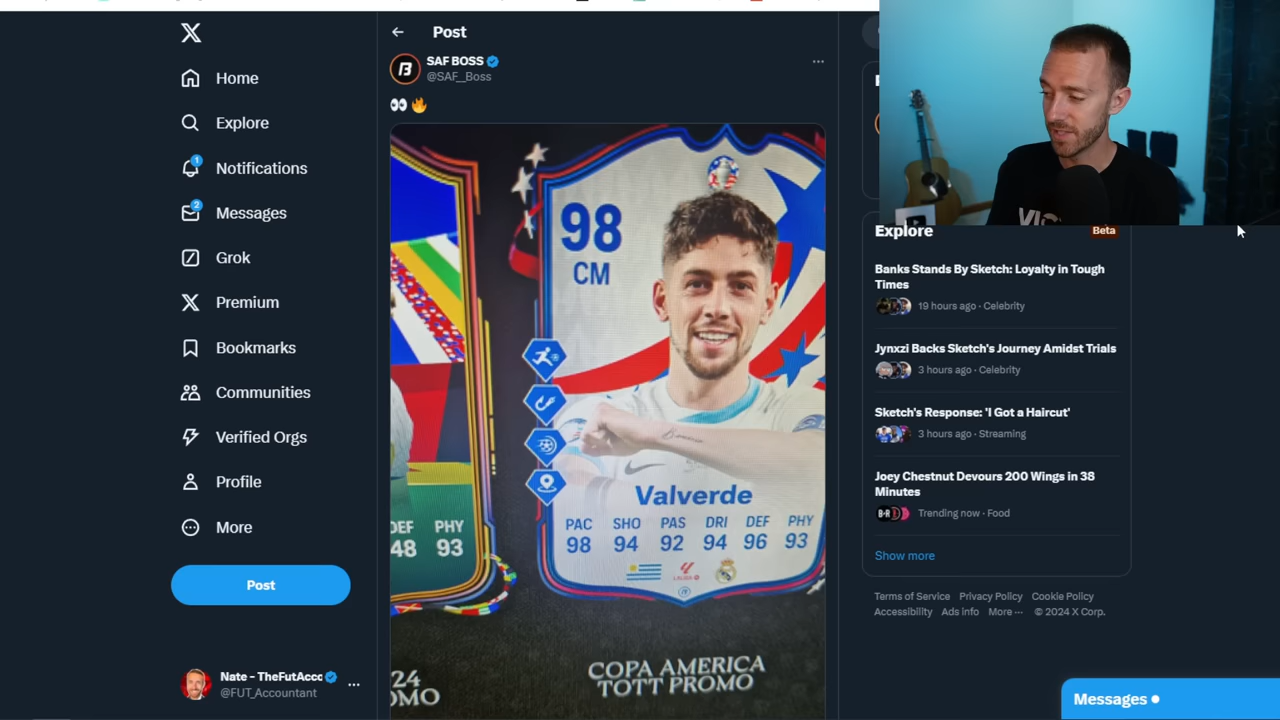 Home
Explore
1
Notifications
2
Messages
Grok
Premium
Bookmarks
Communities
Verified Orgs
Profile
More
Post
Nate - TheFutAcc
@FUT_Accountant
Post
SAF BOSS
@SAF_Boss
98
CM
Valverde
PAC SHO PAS DRI DEF PHY
98 94 92 94 96 93
DEF PHY
48 93
COPA AMERICA
TOTT PROMO
24
OMO
Explore
Beta
Banks Stands By Sketch: Loyalty in Tough
Times
19 hours ago · Celebrity
Jynxzi Backs Sketch's Journey Amidst Trials
3 hours ago · Celebrity
Sketch's Response: 'I Got a Haircut'
3 hours ago · Streaming
Joey Chestnut Devours 200 Wings in 38
Minutes
B/R
Trending now · Food
Show more
Terms of Service Privacy Policy Cookie Policy
Accessibility Ads info More ··· © 2024 X Corp.
Messages